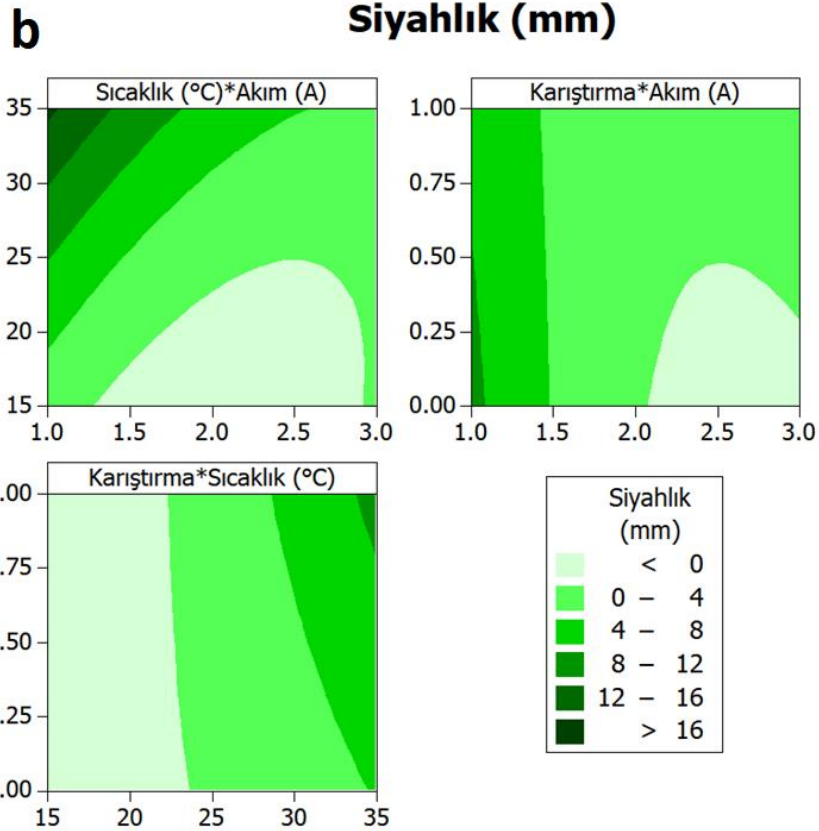 b
Siyahlık (mm)
Sıcaklık (°C)*Akım (A)
35
30
25
20
15
1.0 1.5 2.0 2.5 3.0
Karıştırma*Akım (A)
1.00
0.75
0.50
0.25
0.00
1.0 1.5 2.0 2.5 3.0
Karıştırma*Sıcaklık (°C)
.00
.75
.50
.25
.00
15 20 25 30 35
Siyahlık
(mm)
< 0
0 – 4
4 – 8
8 – 12
12 – 16
> 16